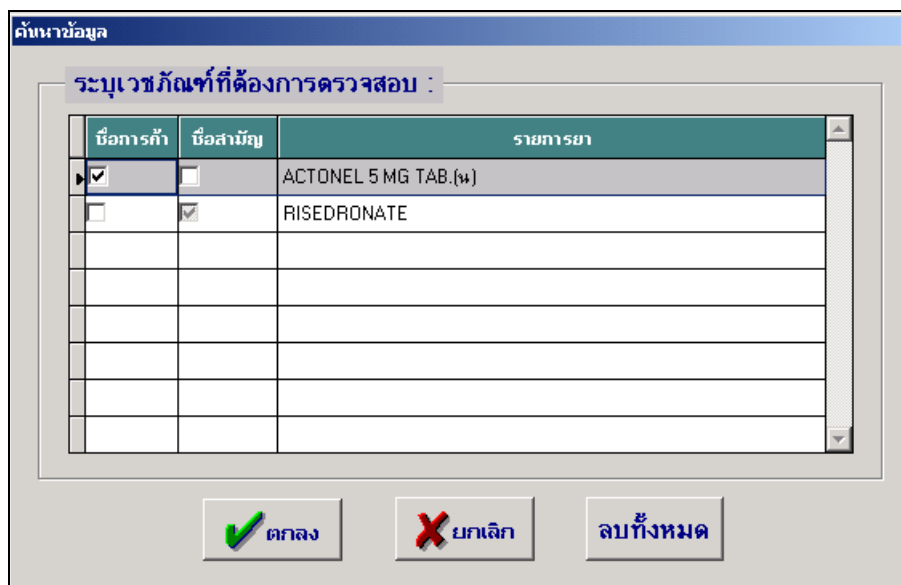 ค้นหาข้อมูล
ระบุเวชภัณฑ์ที่ต้องการตรวจสอบ :
ชื่อการค้า ชื่อสามัญ รายการยา
ACTONEL 5 MG TAB.(น)
RISEDRONATE
ตกลง ยกเลิก ลบทั้งหมด